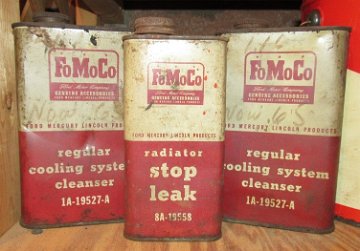 FoMoCo
Ford Motor Company
GENUINE ACCESSORIES
FORD MERCURY LINCOLN PRODUCTS
regular
cooling system
cleanser
1A-19527-A
FoMoCo
Ford Motor Company
GENUINE ACCESSORIES
FORD MERCURY LINCOLN PRODUCTS
radiator
stop
leak
8A-19558
FoMoCo
Ford Motor Company
GENUINE ACCESSORIES
FORD MERCURY LINCOLN PRODUCTS
regular
cooling system
cleanser
1A-19527-A